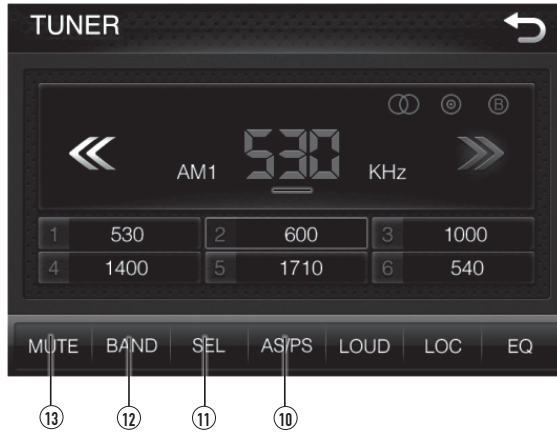 TUNER
B
AM1 530 KHz
1 530 2 600 3 1000
4 1400 5 1710 6 540
MUTE BAND SEL AS/PS LOUD LOC EQ
13 12 11 10